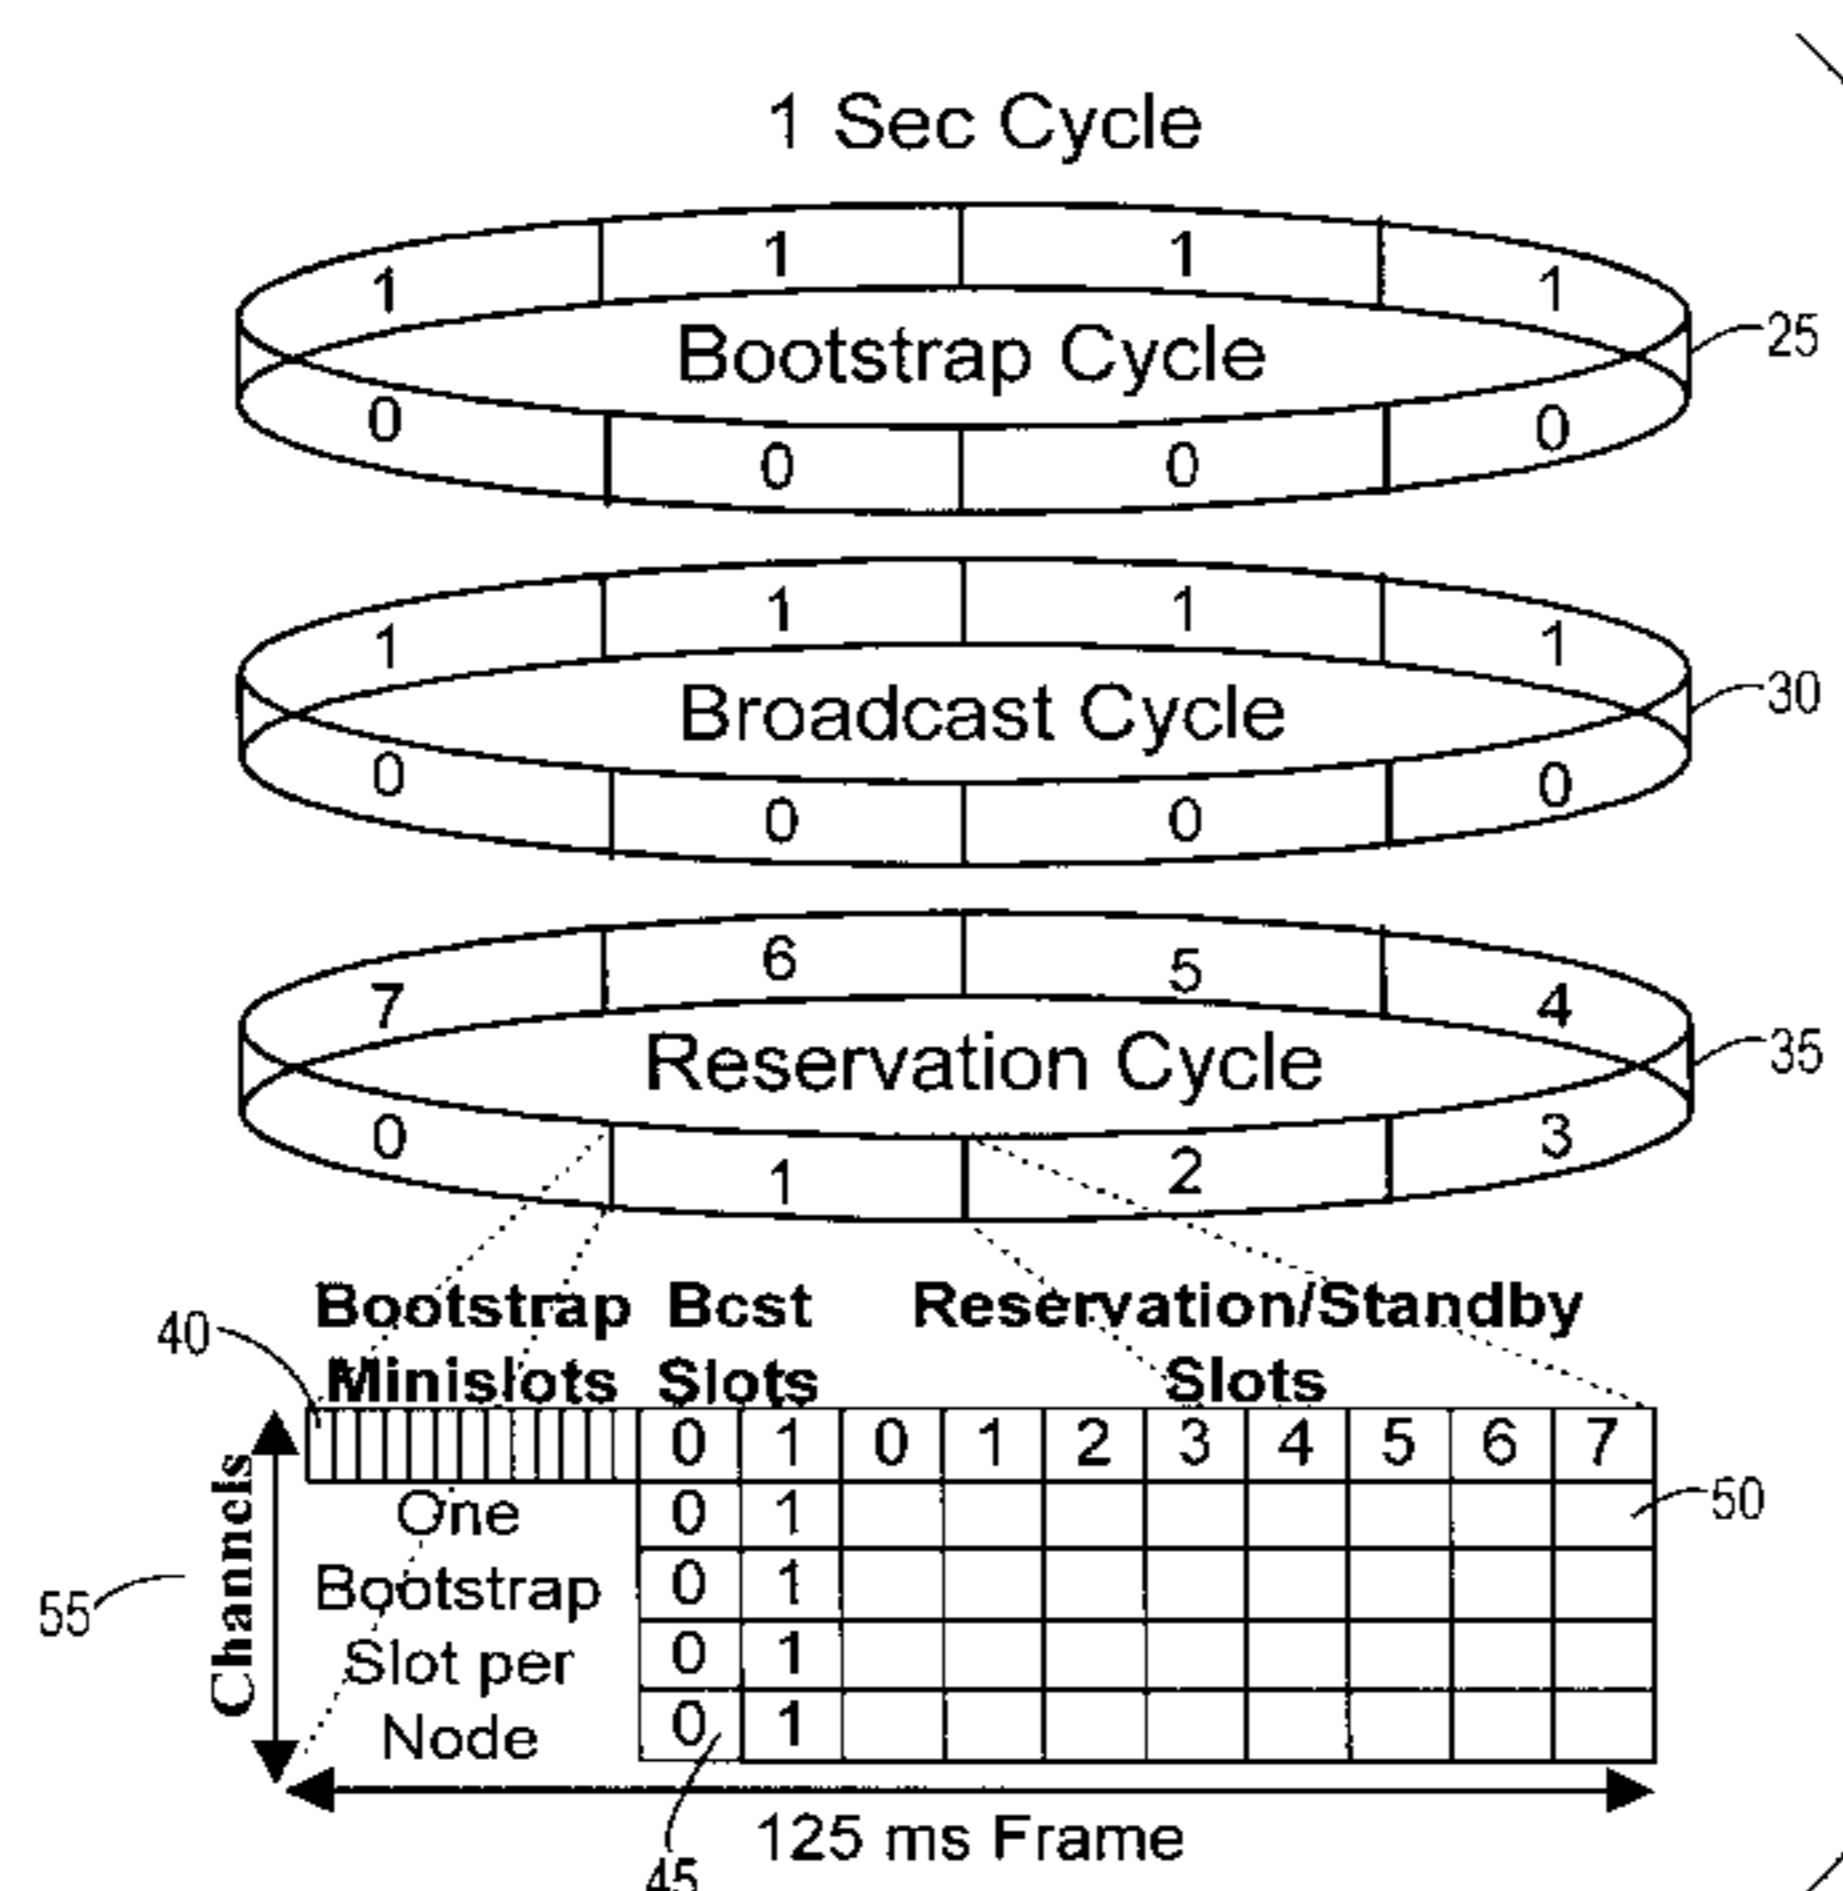 1 Sec Cycle
1 1 1 1
Bootstrap Cycle
25
0 0 0 0
1 1 1 1
Broadcast Cycle
30
0 0 0 0
7 6 5 4
Reservation Cycle
35
0 1 2 3
Bootstrap Bcst Reservation/Standby
40
Minislots Slots Slots
0 1 0 1 2 3 4 5 6 7
One 0 1
50
Bootstrap 0 1
55
Channels
Slot per 0 1
Node 0 1
125 ms Frame
45